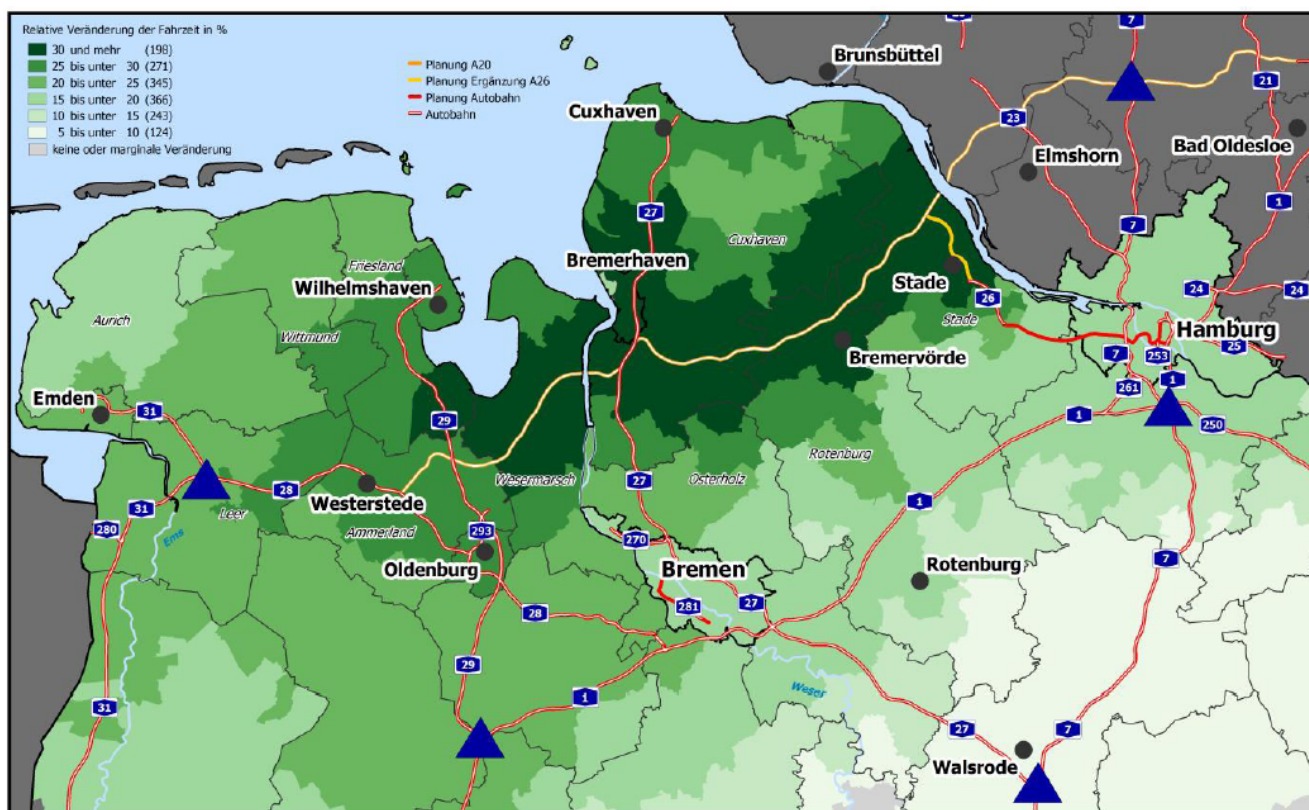 Relative Veränderung der Fahrzeit in %
30 und mehr (198)
25 bis unter 30 (271)
20 bis unter 25 (345)
15 bis unter 20 (366)
10 bis unter 15 (243)
5 bis unter 10 (124)
keine oder marginale Veränderung
Planung A20
Planung Ergänzung A26
Planung Autobahn
Autobahn
7
Brunsbüttel
21
Cuxhaven
23
Bad Oldesloe
Elmshorn
1
27
7
Cuxhaven
Friesland
Bremerhaven
Stade
24
24
Wilhelmshaven
26
Aurich
Stade
Wittmund
Hamburg
Bremervörde
7
253
25
261
1
Emden
31
29
1
250
Rotenburg
Wesermarsch
27
Osterholz
28
Westerstede
1
31
Leer
280
Ammerland
293
270
Ems
Oldenburg
Bremen
7
Rotenburg
28
281
27
29
Weser
1
31
27
7
Walsrode